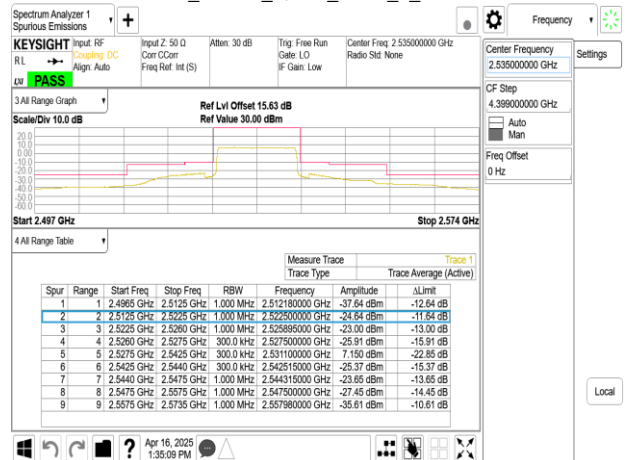 Spectrum Analyzer 1
Spurious Emissions
Frequency
KEYSIGHT
RL
LXI
PASS
Input: RF
Coupling: DC
Align: Auto
Input Z: 50 Ω
Corr CCorr
Freq Ref: Int (S)
Atten: 30 dB
Trig: Free Run
Gate: LO
IF Gain: Low
Center Freq: 2.535000000 GHz
Radio Std: None
Center Frequency
2.535000000 GHz
Settings
CF Step
4.399000000 GHz
Auto
Man
Freq Offset
0 Hz
Local
3 All Range Graph
Scale/Div 10.0 dB
Ref Lvl Offset 15.63 dB
Ref Value 30.00 dBm
20.0
10.0
0.00
-10.0
-20.0
-30.0
-40.0
-50.0
-60.0
Start 2.497 GHz
Stop 2.574 GHz
4 All Range Table
Measure Trace Trace 1
Trace Type Trace Average (Active)
Spur Range Start Freq Stop Freq RBW Frequency Amplitude ΔLimit
1 1 2.4965 GHz 2.5125 GHz 1.000 MHz 2.512180000 GHz -37.64 dBm -12.64 dB
2 2 2.5125 GHz 2.5225 GHz 1.000 MHz 2.522500000 GHz -24.64 dBm -11.64 dB
3 3 2.5225 GHz 2.5260 GHz 1.000 MHz 2.525895000 GHz -23.00 dBm -13.00 dB
4 4 2.5260 GHz 2.5275 GHz 300.0 kHz 2.527500000 GHz -25.91 dBm -15.91 dB
5 5 2.5275 GHz 2.5425 GHz 300.0 kHz 2.531100000 GHz 7.150 dBm -22.85 dB
6 6 2.5425 GHz 2.5440 GHz 300.0 kHz 2.542515000 GHz -25.37 dBm -15.37 dB
7 7 2.5440 GHz 2.5475 GHz 1.000 MHz 2.544315000 GHz -23.65 dBm -13.65 dB
8 8 2.5475 GHz 2.5575 GHz 1.000 MHz 2.547500000 GHz -27.45 dBm -14.45 dB
9 9 2.5575 GHz 2.5735 GHz 1.000 MHz 2.557980000 GHz -35.61 dBm -10.61 dB
Apr 16, 2025
1:35:09 PM